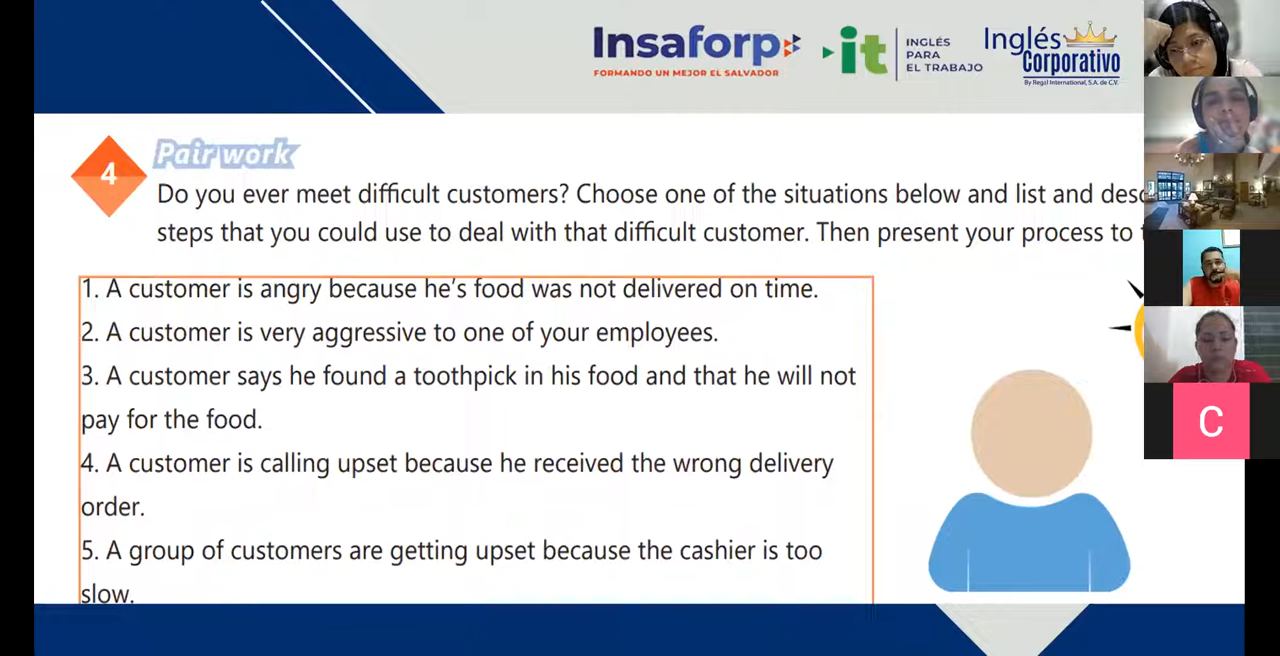 Insaforp
FORMANDO UN MEJOR EL SALVADOR
it
INGLÉS
PARA
EL TRABAJO
Inglés
Corporativo
By Regal International, S.A. de C.V.
4
Pair work
Do you ever meet difficult customers? Choose one of the situations below and list and
steps that you could use to deal with that difficult customer. Then present your process to
1. A customer is angry because he's food was not delivered on time.
2. A customer is very aggressive to one of your employees.
3. A customer says he found a toothpick in his food and that he will not
pay for the food.
4. A customer is calling upset because he received the wrong delivery
order.
5. A group of customers are getting upset because the cashier is too
slow.
C